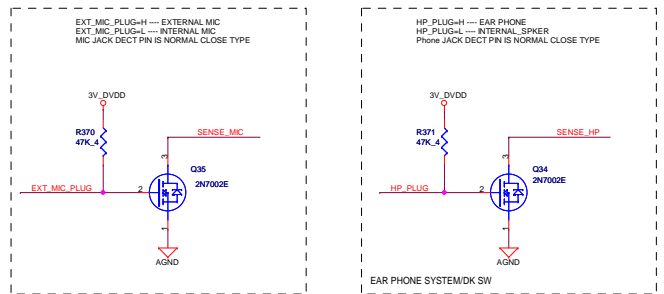 EXT_MIC_PLUG=H ---- EXTERNAL MIC
EXT_MIC_PLUG=L ---- INTERNAL MIC
MIC JACK DECT PIN IS NORMAL CLOSE TYPE
3V_DVDD
R370
47K_4
SENSE_MIC
3
Q35
2N7002E
EXT_MIC_PLUG
2
1
AGND
HP_PLUG=H ---- EAR PHONE
HP_PLUG=L ---- INTERNAL_SPKER
Phone JACK DECT PIN IS NORMAL CLOSE TYPE
3V_DVDD
R371
47K_4
SENSE_HP
3
Q34
2N7002E
HP_PLUG
2
1
AGND
EAR PHONE SYSTEM/DK SW